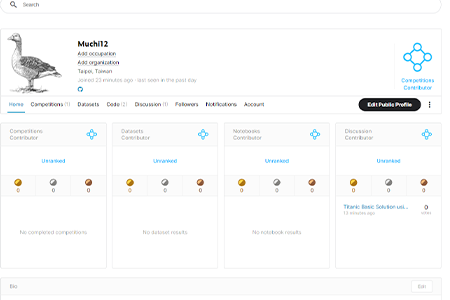 Search
Muchi12
Add occupation
Add organization
Taipei, Taiwan
Joined 23 minutes ago, last seen in the past day
Competitions
Contributor
Home Competitions (1) Datasets Code (2) Discussion (1) Followers Notifications Account Edit Public Profile
Competitions
Contributor
Datasets
Contributor
Notebooks
Contributor
Discussion
Contributor
Unranked Unranked Unranked Unranked
0 0 0 0 0 0 0 0 0 0 0 0
No completed competitions
No dataset results
No notebook results
Titanic Basic Solution usi... 0
minutes ago votes
Bio Edit